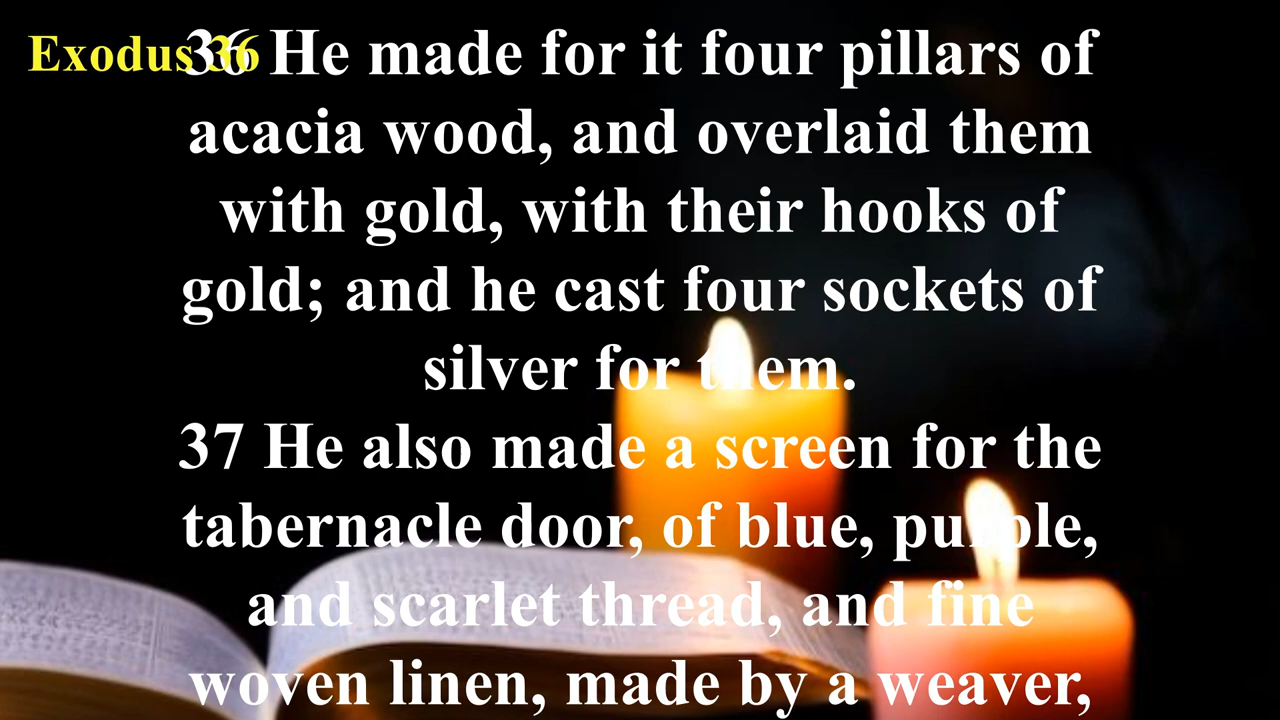 Exodus 36
36 He made for it four pillars of
acacia wood, and overlaid them
with gold, with their hooks of
gold; and he cast four sockets of
silver for them.
37 He also made a screen for the
tabernacle door, of blue, purple,
and scarlet thread, and fine
woven linen, made by a weaver,